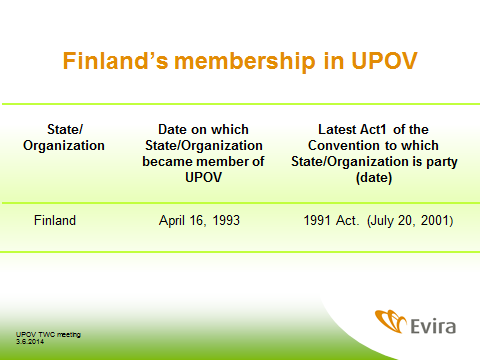 Finland's membership in UPOV
State/
Organization
Date on which
State/Organization
became member of
UPOV
Latest Act1 of the
Convention to which
State/Organization is party
(date)
Finland
April 16, 1993
1991 Act. (July 20, 2001)
UPOV TWC meeting
3.6.2014
Evira